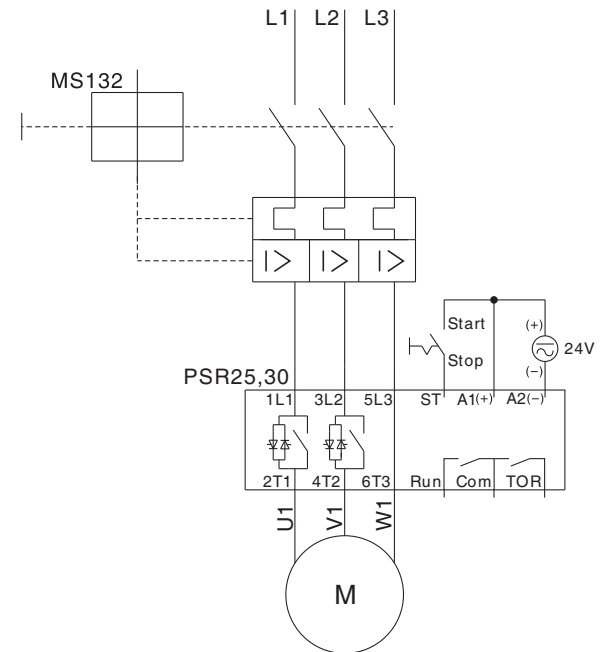 L1 L2 L3
MS132
I> I> I>
Start
(+)
24V
Stop
(–)
PSR25,30
1L1 3L2 5L3 ST A1(+) A2(–)
2T1 4T2 6T3 Run Com TOR
U1 V1 W1
M